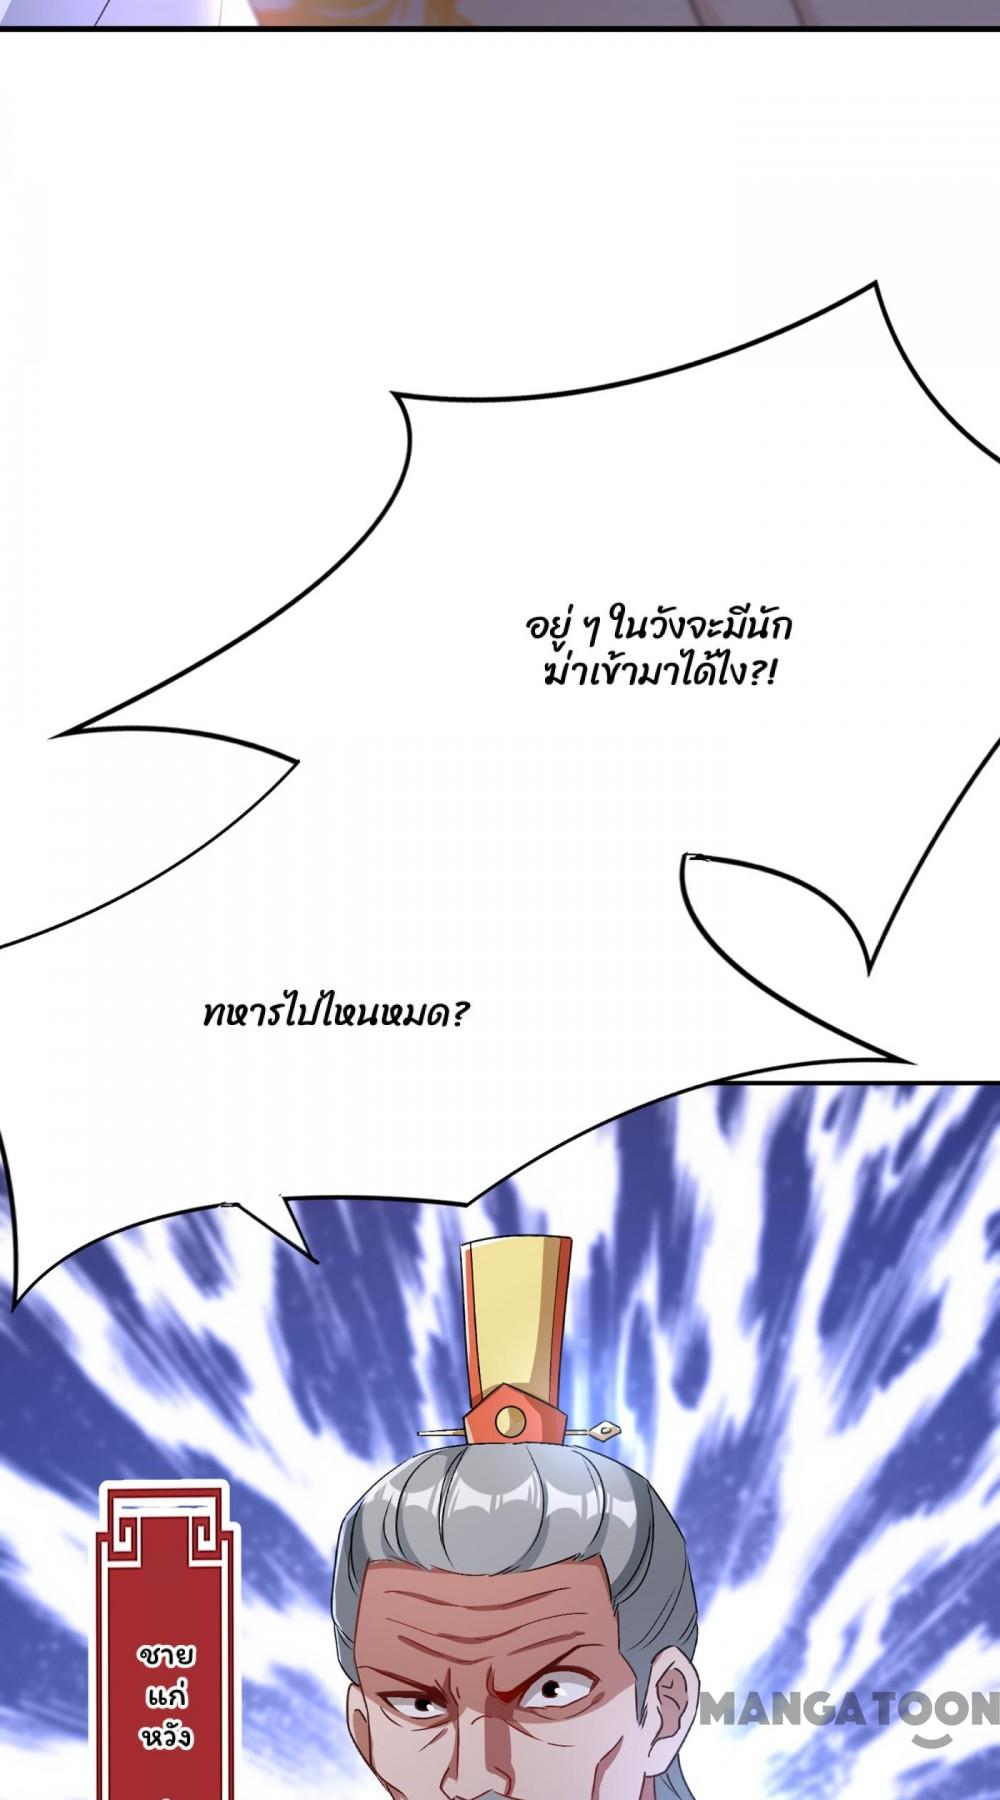 อยู่ ๆ ในวังจะมีนัก
ฆ่าเข้ามาได้ไง?!
ทหารไปไหนหมด?
ชาย
แก่
หวัง
MANGATOON